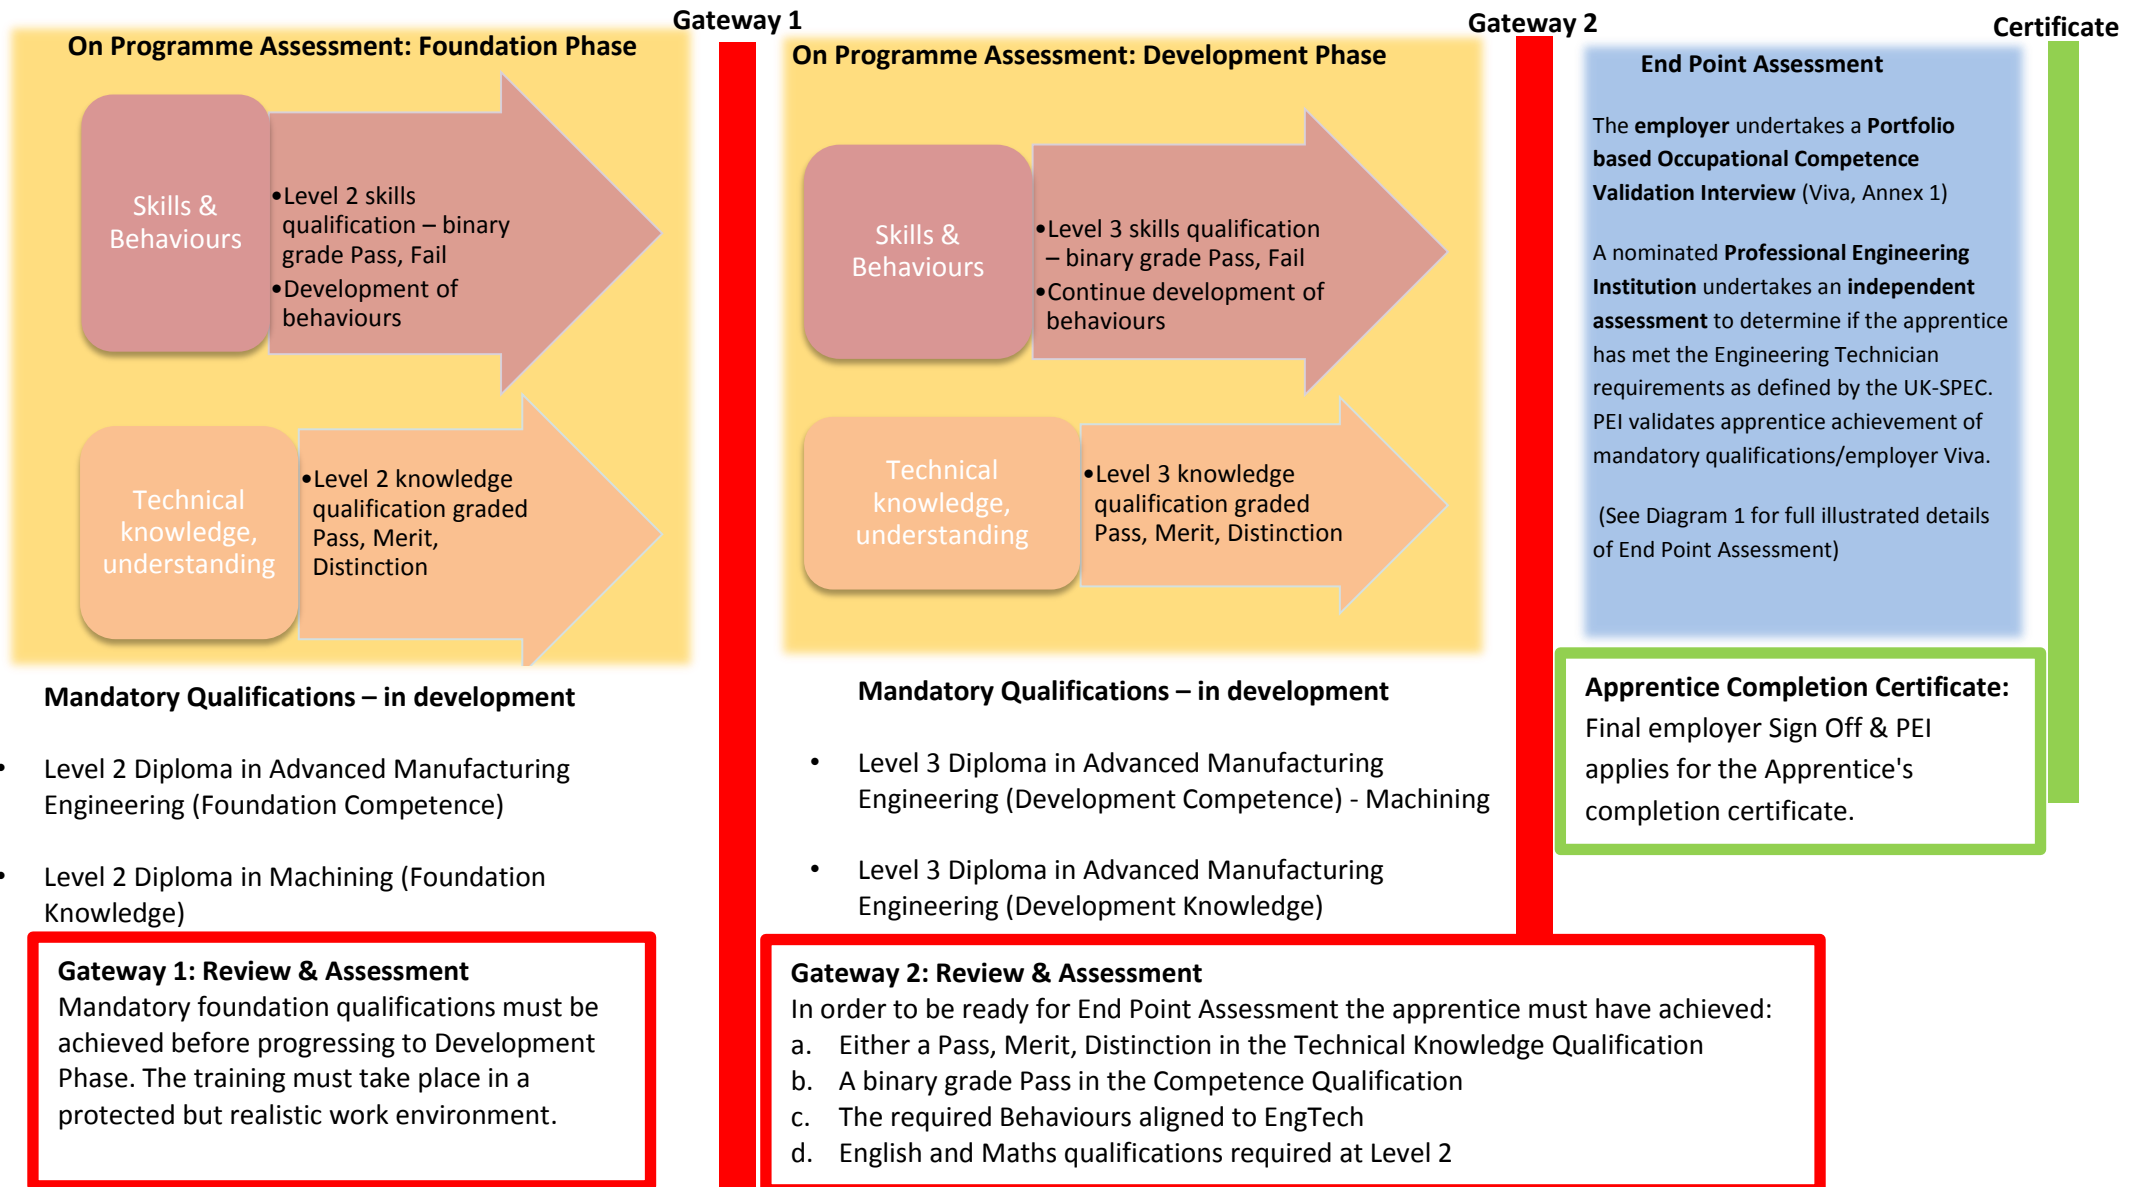 Gateway 1
Gateway 2
Certificate
On Programme Assessment: Foundation Phase
Skills &
Behaviours
•Level 2 skills
qualification – binary
grade Pass, Fail
•Development of
behaviours
Technical
knowledge,
understanding
•Level 2 knowledge
qualification graded
Pass, Merit,
Distinction
Mandatory Qualifications – in development
• Level 2 Diploma in Advanced Manufacturing
Engineering (Foundation Competence)
• Level 2 Diploma in Machining (Foundation
Knowledge)
Gateway 1: Review & Assessment
Mandatory foundation qualifications must be
achieved before progressing to Development
Phase. The training must take place in a
protected but realistic work environment.
On Programme Assessment: Development Phase
Skills &
Behaviours
•Level 3 skills qualification
– binary grade Pass, Fail
•Continue development of
behaviours
Technical
knowledge,
understanding
•Level 3 knowledge
qualification graded
Pass, Merit, Distinction
Mandatory Qualifications – in development
• Level 3 Diploma in Advanced Manufacturing
Engineering (Development Competence) - Machining
• Level 3 Diploma in Advanced Manufacturing
Engineering (Development Knowledge)
Gateway 2: Review & Assessment
In order to be ready for End Point Assessment the apprentice must have achieved:
a. Either a Pass, Merit, Distinction in the Technical Knowledge Qualification
b. A binary grade Pass in the Competence Qualification
c. The required Behaviours aligned to EngTech
d. English and Maths qualifications required at Level 2
End Point Assessment
The employer undertakes a Portfolio
based Occupational Competence
Validation Interview (Viva, Annex 1)
A nominated Professional Engineering
Institution undertakes an independent
assessment to determine if the apprentice
has met the Engineering Technician
requirements as defined by the UK-SPEC.
PEI validates apprentice achievement of
mandatory qualifications/employer Viva.
(See Diagram 1 for full illustrated details
of End Point Assessment)
Apprentice Completion Certificate:
Final employer Sign Off & PEI
applies for the Apprentice's
completion certificate.